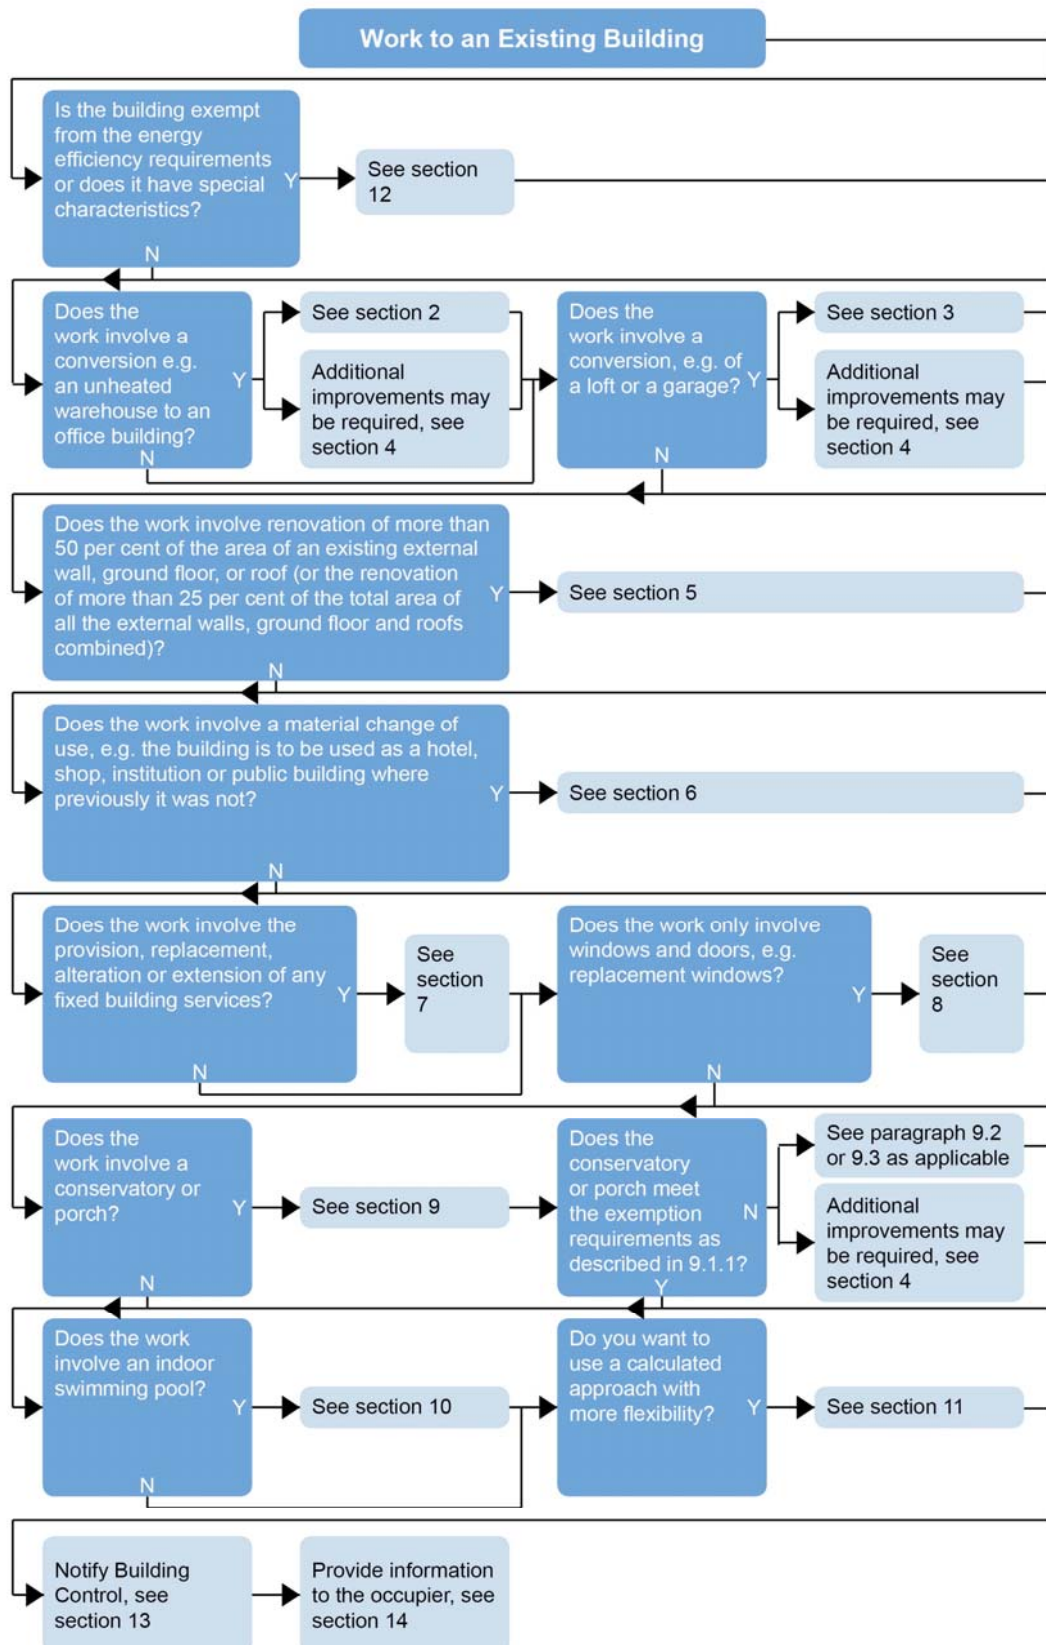 Work to an Existing Building
Is the building exempt
from the energy
efficiency requirements
or does it have special
characteristics?
Y
N
See section
12
Does the
work involve a
conversion e.g.
an unheated
warehouse to an
office building?
Y
N
See section 2
Additional
improvements may
be required, see
section 4
Does the
work involve a
conversion, e.g. of
a loft or a garage?
Y
N
See section 3
Additional
improvements may
be required, see
section 4
Does the work involve renovation of more than
50 per cent of the area of an existing external
wall, ground floor, or roof (or the renovation
of more than 25 per cent of the total area of
all the external walls, ground floor and roofs
combined)?
Y
N
See section 5
Does the work involve a material change of
use, e.g. the building is to be used as a hotel,
shop, institution or public building where
previously it was not?
Y
N
See section 6
Does the work involve the
provision, replacement,
alteration or extension of any
fixed building services?
Y
N
See
section
7
Does the work only involve
windows and doors, e.g.
replacement windows?
Y
N
See
section
8
Does the
work involve a
conservatory or
porch?
Y
N
See section 9
Does the
conservatory
or porch meet
the exemption
requirements as
described in 9.1.1?
N
Y
See paragraph 9.2
or 9.3 as applicable
Additional
improvements may
be required, see
section 4
Does the work
involve an indoor
swimming pool?
Y
N
See section 10
Do you want to
use a calculated
approach with
more flexibility?
Y
See section 11
Notify Building
Control, see
section 13
Provide information
to the occupier, see
section 14